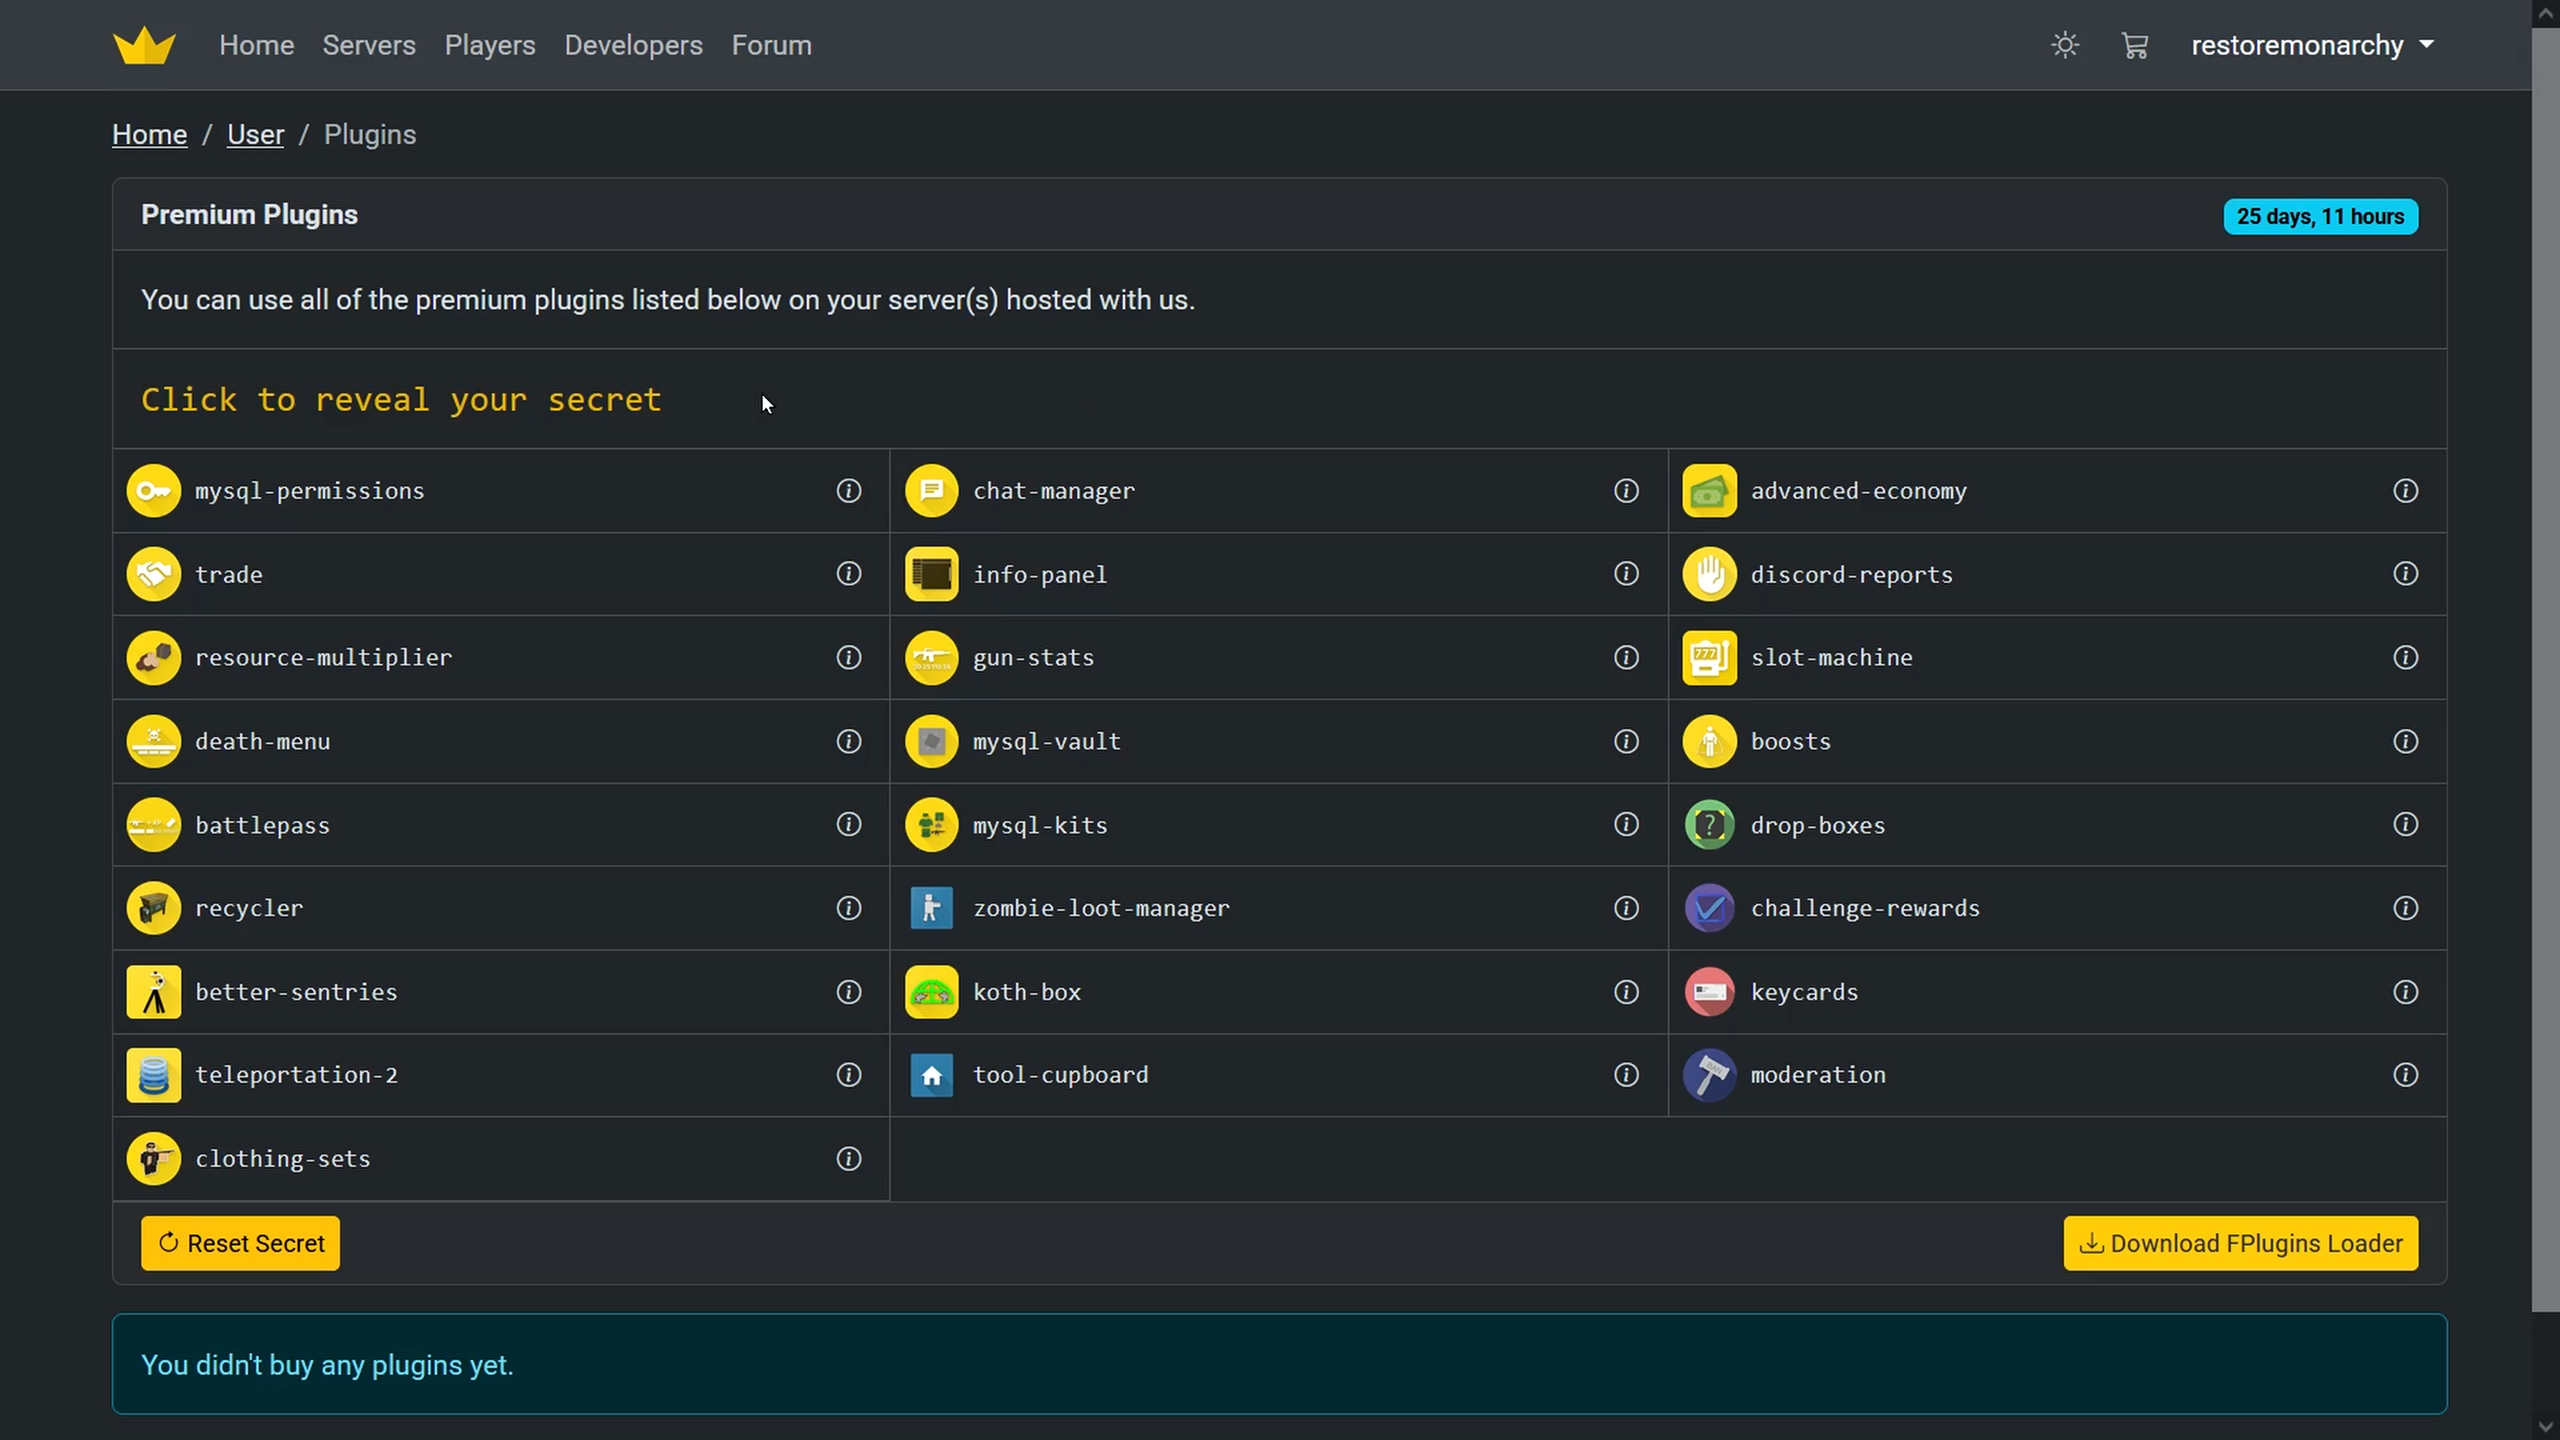 Home Servers Players Developers Forum restoremonarchy
Home / User / Plugins
Premium Plugins 25 days, 11 hours
You can use all of the premium plugins listed below on your server(s) hosted with us.
Click to reveal your secret
mysql-permissions chat-manager advanced-economy
trade info-panel discord-reports
resource-multiplier gun-stats slot-machine
death-menu mysql-vault boosts
battlepass mysql-kits drop-boxes
recycler zombie-loot-manager challenge-rewards
better-sentries koth-box keycards
teleportation-2 tool-cupboard moderation
clothing-sets
Reset Secret Download FPlugins Loader
You didn't buy any plugins yet.